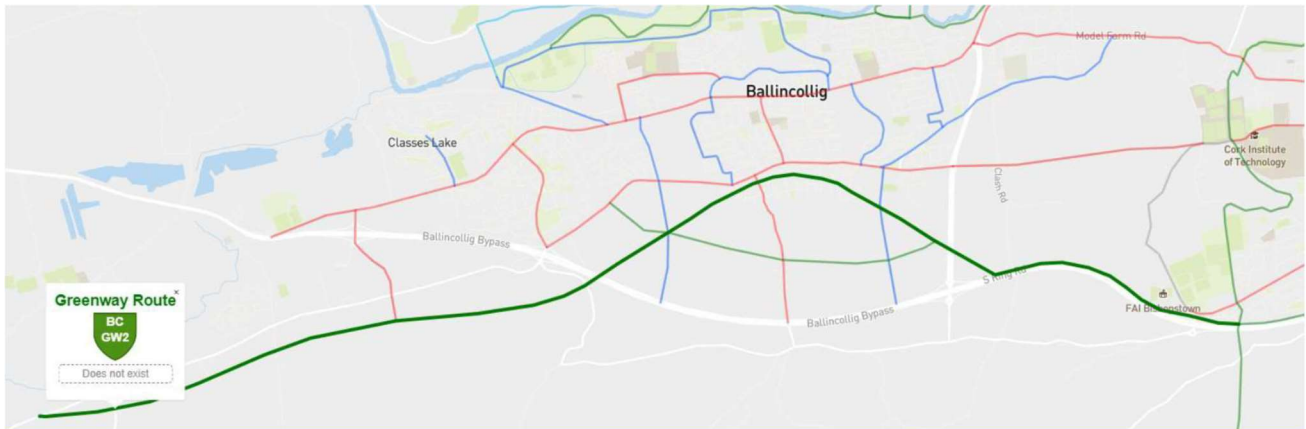 Model Farm Rd
Ballincollig
Classes Lake
Cork Institute
of Technology
Clash Rd
Ballincollig Bypass
S Ring Rd
Greenway Route
×
BC
GW2
FAI Bishopstown
Ballincollig Bypass
Does not exist